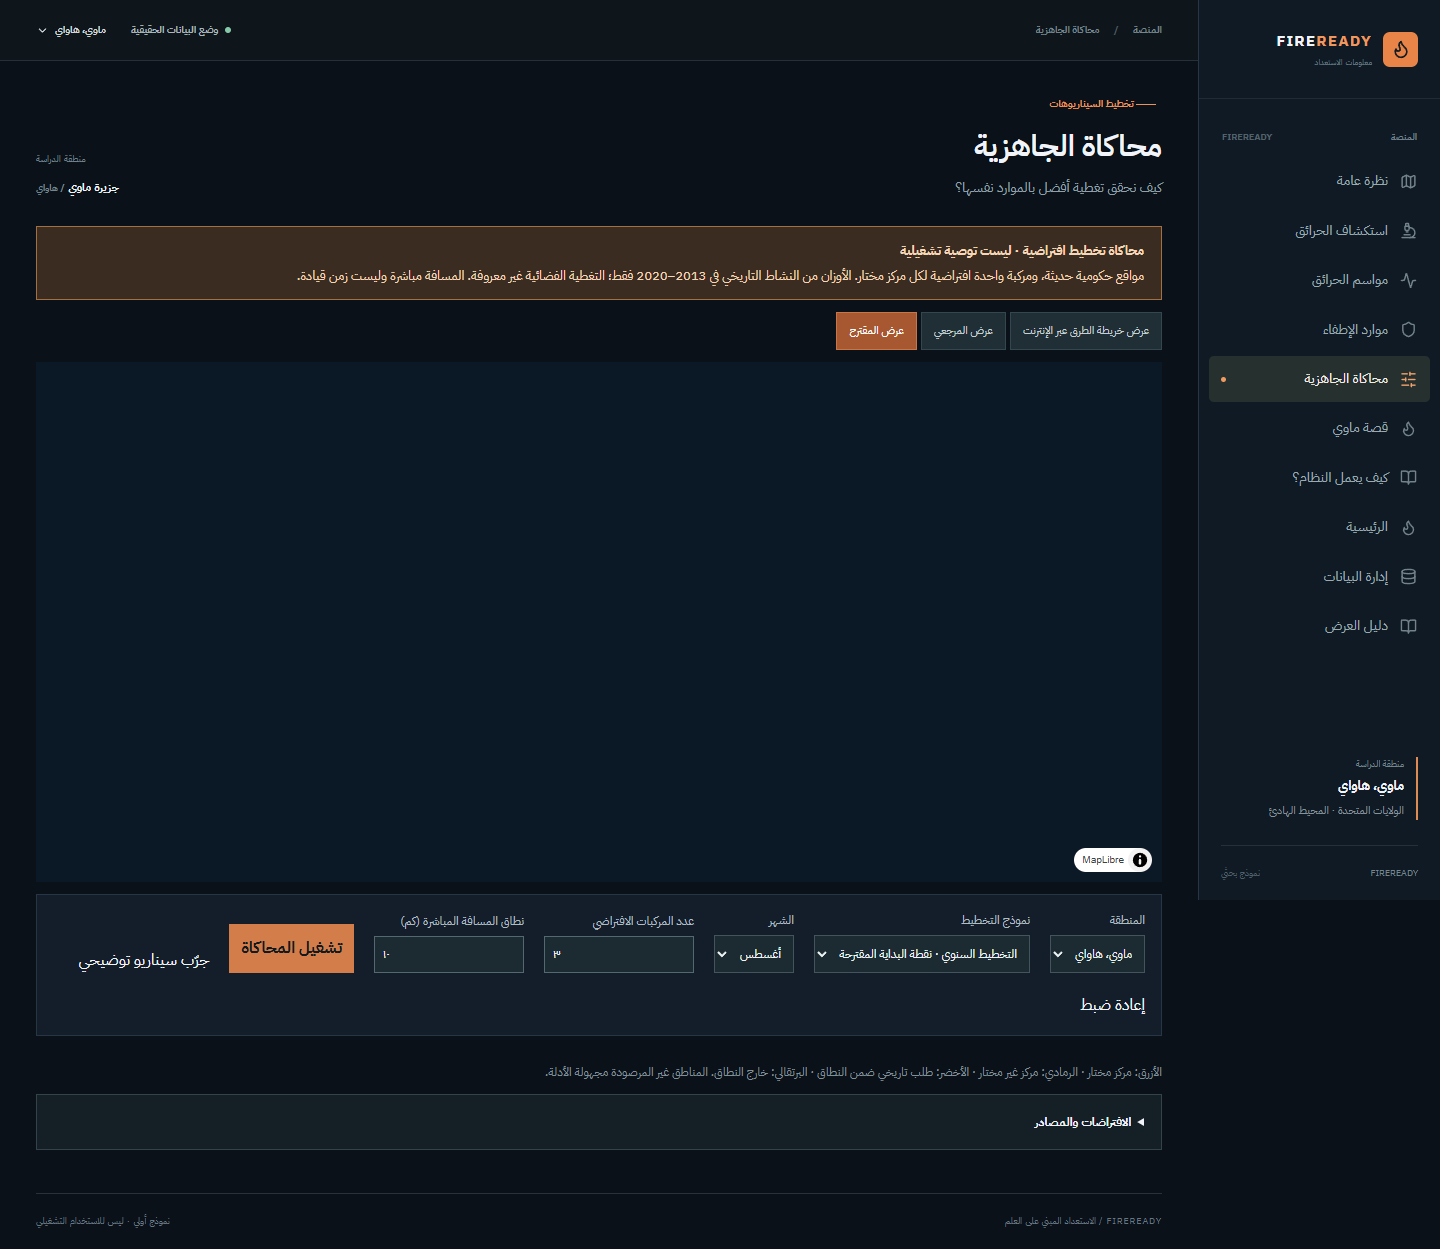 FIREREADY
معلومات الاستعداد
المنصة
FIREREADY
نظرة عامة
استكشاف الحرائق
مواسم الحرائق
موارد الإطفاء
محاكاة الجاهزية
قصة ماوي
كيف يعمل النظام؟
الرئيسية
إدارة البيانات
دليل العرض
منطقة الدراسة
ماوي، هاواي
الولايات المتحدة · المحيط الهادئ
FIREREADY
نموذج بحثي
المنصة / محاكاة الجاهزية
وضع البيانات الحقيقية
ماوي، هاواي
تخطيط السيناريوهات
محاكاة الجاهزية
كيف نحقق تغطية أفضل بالموارد نفسها؟
منطقة الدراسة
جزيرة ماوي / هاواي
محاكاة تخطيط افتراضية · ليست توصية تشغيلية
مواقع حكومية حديثة، ومركبة واحدة افتراضية لكل مركز مختار. الأوزان من النشاط التاريخي في 2013–2020 فقط؛ التغطية الفضائية غير معروفة. المسافة مباشرة وليست زمن قيادة.
عرض خريطة الطرق عبر الإنترنت
عرض المرجعي
عرض المقترح
MapLibre
المنطقة
ماوي، هاواي
نموذج التخطيط
التخطيط السنوي · نقطة البداية المقترحة
الشهر
أغسطس
عدد المركبات الافتراضي
٣
نطاق المسافة المباشرة (كم)
١٠
تشغيل المحاكاة
جرّب سيناريو توضيحي
إعادة ضبط
الأزرق: مركز مختار · الرمادي: مركز غير مختار · الأخضر: طلب تاريخي ضمن النطاق · البرتقالي: خارج النطاق. المناطق غير المرصودة مجهولة الأدلة.
الافتراضات والمصادر
FIREREADY / الاستعداد المبني على العلم
نموذج أولي · ليس للاستخدام التشغيلي